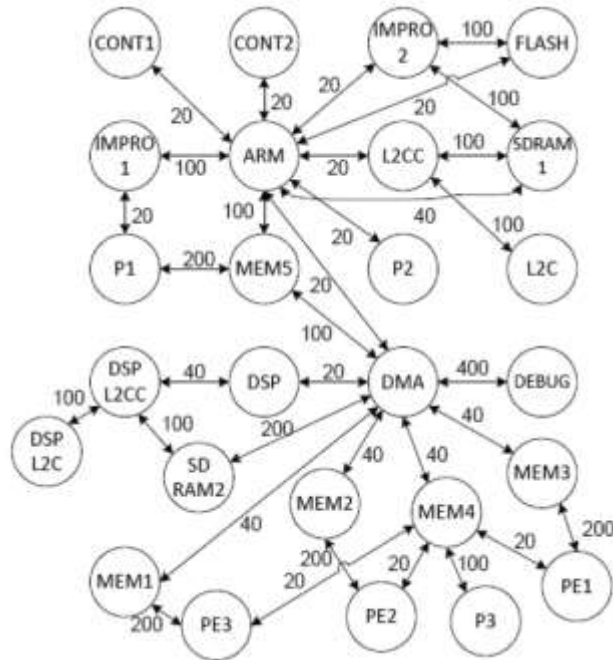 CONT1
CONT2
IMPRO
2
100
FLASH
20
20
20
20
100
IMPRO
1
100
ARM
20
L2CC
100
SDRAM
1
20
100
20
40
100
P1
200
MEM5
P2
L2C
20
100
DSP
L2CC
40
DSP
20
DMA
400
DEBUG
100
100
200
40
DSP
L2C
SD
RAM2
40
40
MEM3
MEM2
MEM4
40
200
200
20
20
20
100
MEM1
200
PE3
PE2
P3
PE1